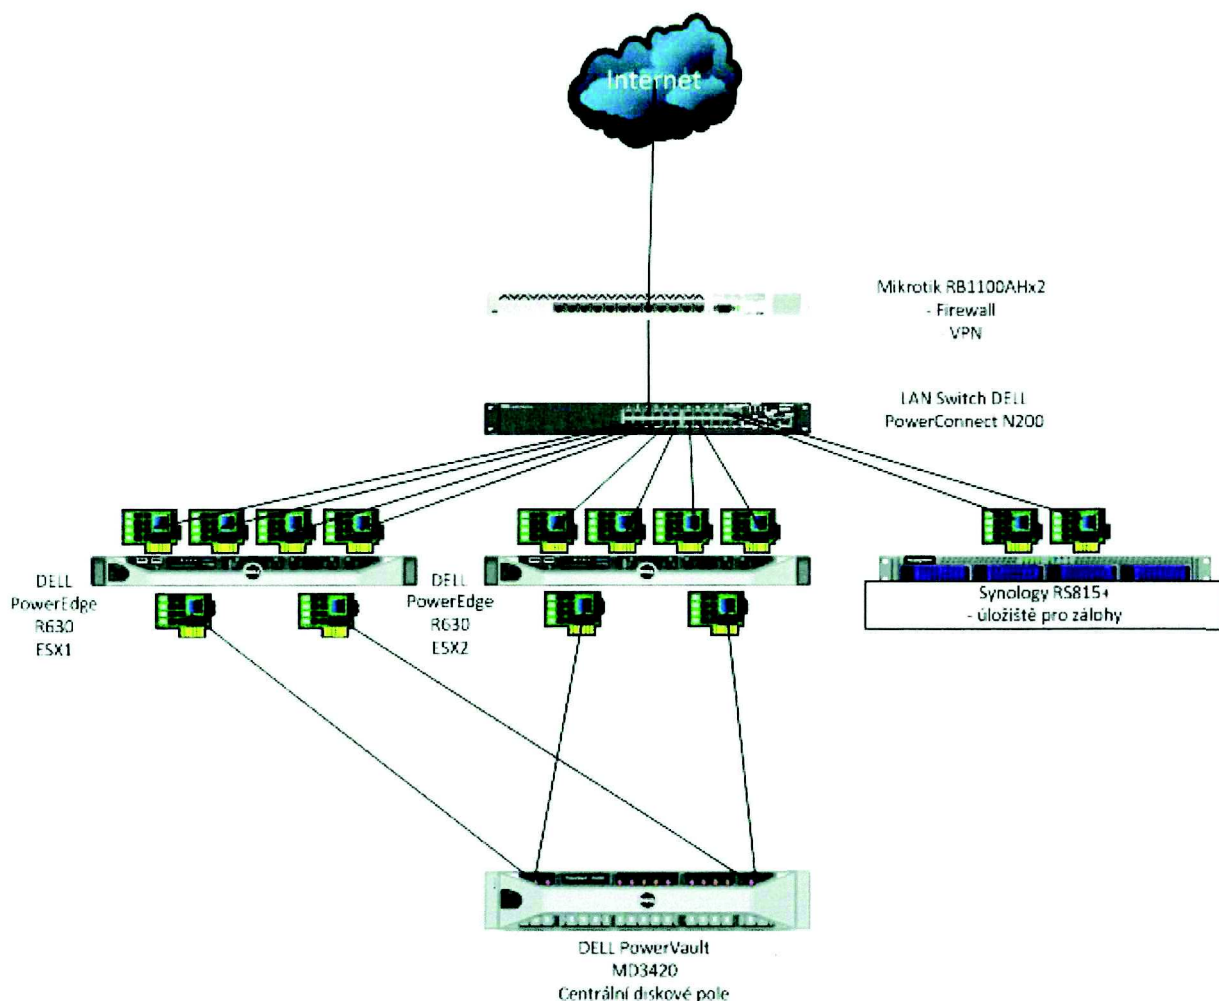 Internet
Mikrotik RB1100AHx2
- Firewall
VPN
LAN Switch DELL
PowerConnect N200
DELL
PowerEdge
R630
ESX1
DELL
PowerEdge
R630
ESX2
Synology RS815+
- úložiště pro zálohy
DELL PowerVault
MD3420
Centrální diskové pole